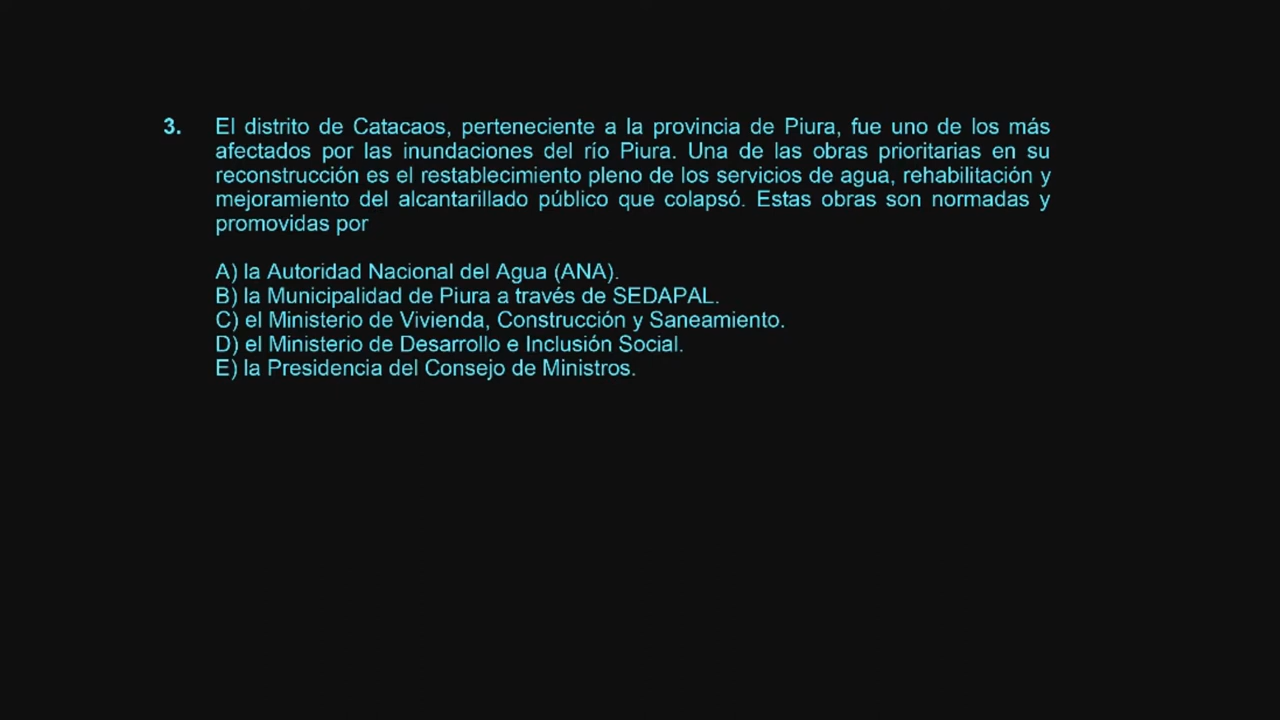 3. El distrito de Catacaos, perteneciente a la provincia de Piura, fue uno de los más
afectados por las inundaciones del río Piura. Una de las obras prioritarias en su
reconstrucción es el restablecimiento pleno de los servicios de agua, rehabilitación y
mejoramiento del alcantarillado público que colapsó. Estas obras son normadas y
promovidas por
A) la Autoridad Nacional del Agua (ANA).
B) la Municipalidad de Piura a través de SEDAPAL.
C) el Ministerio de Vivienda, Construcción y Saneamiento.
D) el Ministerio de Desarrollo e Inclusión Social.
E) la Presidencia del Consejo de Ministros.